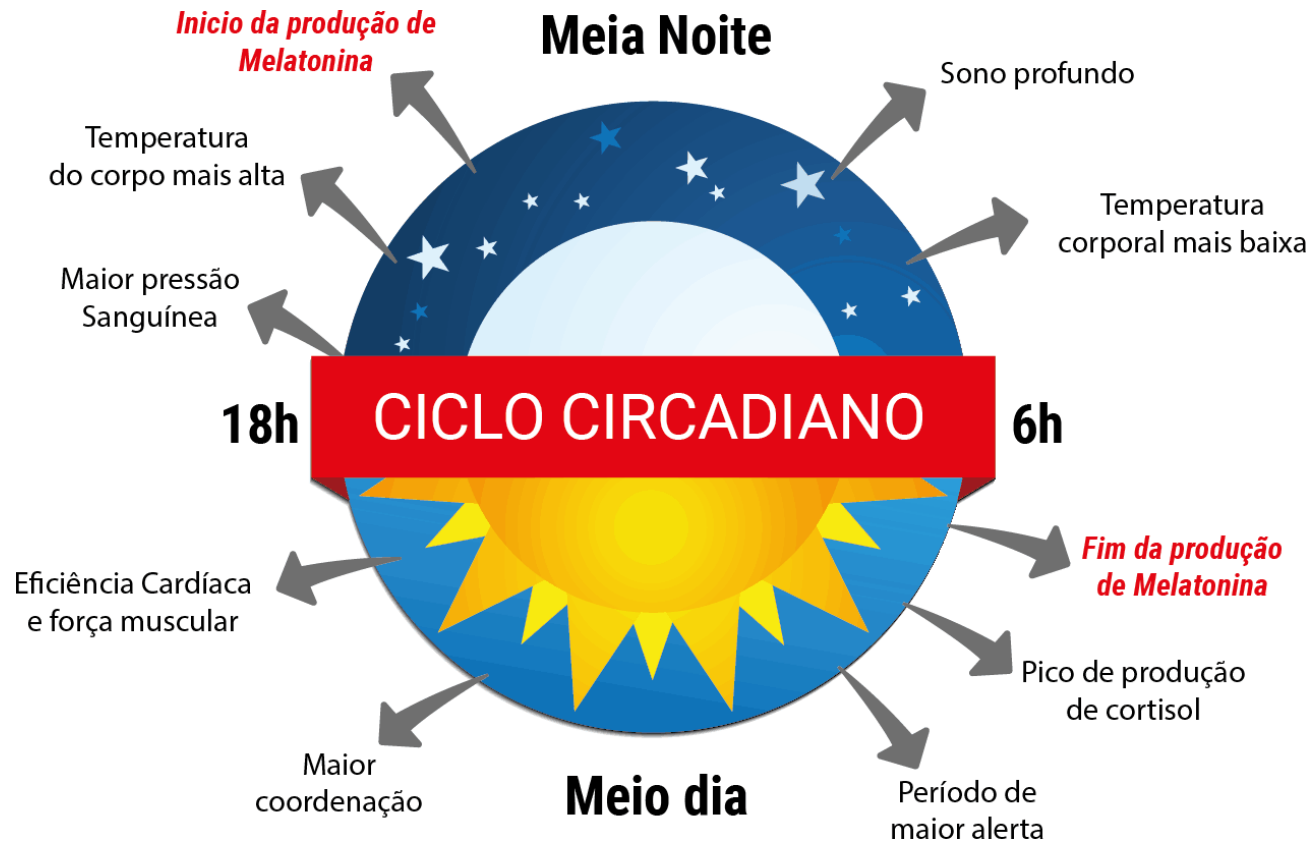 Inicio da produção de
Melatonina
Meia Noite
Sono profundo
Temperatura
do corpo mais alta
Temperatura
corporal mais baixa
Maior pressão
Sanguínea
18h
CICLO CIRCADIANO
6h
Eficiência Cardíaca
e força muscular
Fim da produção
de Melatonina
Pico de produção
de cortisol
Maior
coordenação
Meio dia
Período de
maior alerta